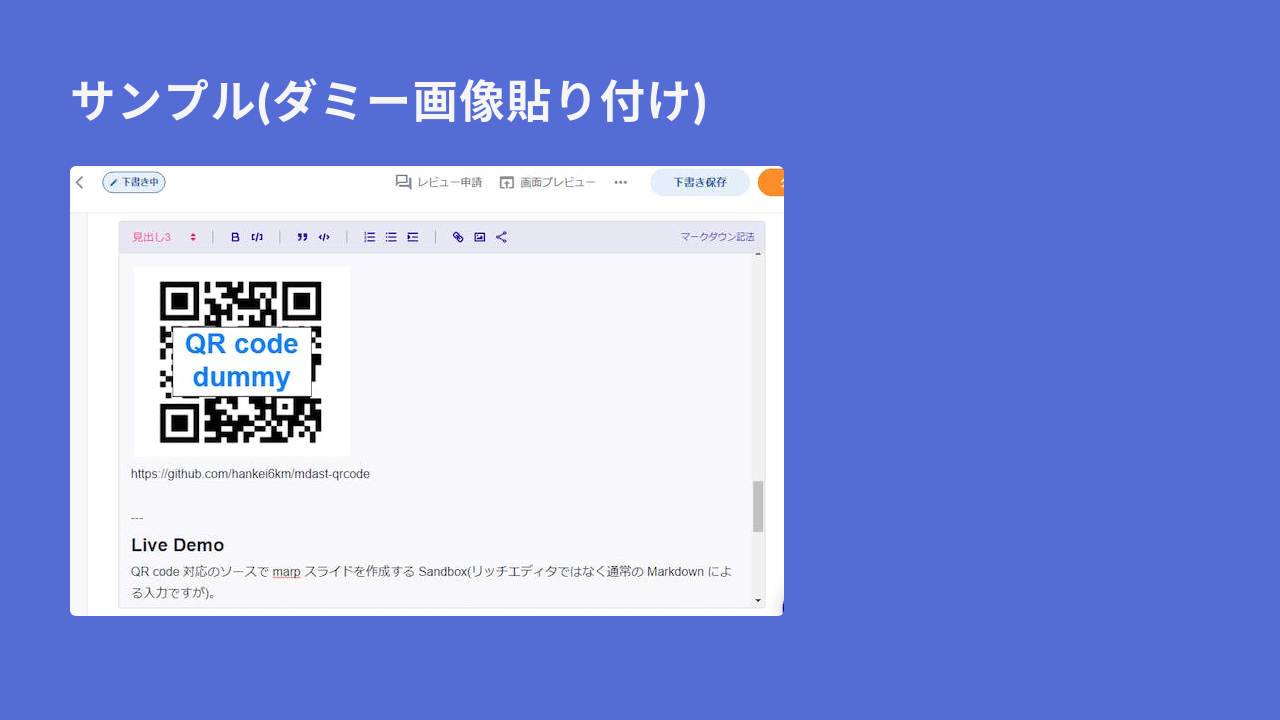 サンプル(ダミー画像貼り付け)
下書き中 レビュー申請 画面プレビュー ••• 下書き保存
見出し3 マークダウン記法
QR code
dummy
https://github.com/hankei6km/mdast-qrcode
---
Live Demo
QR code 対応のソースで marp スライドを作成する Sandbox(リッチエディタではなく通常の Markdown によ
る入力ですが)。